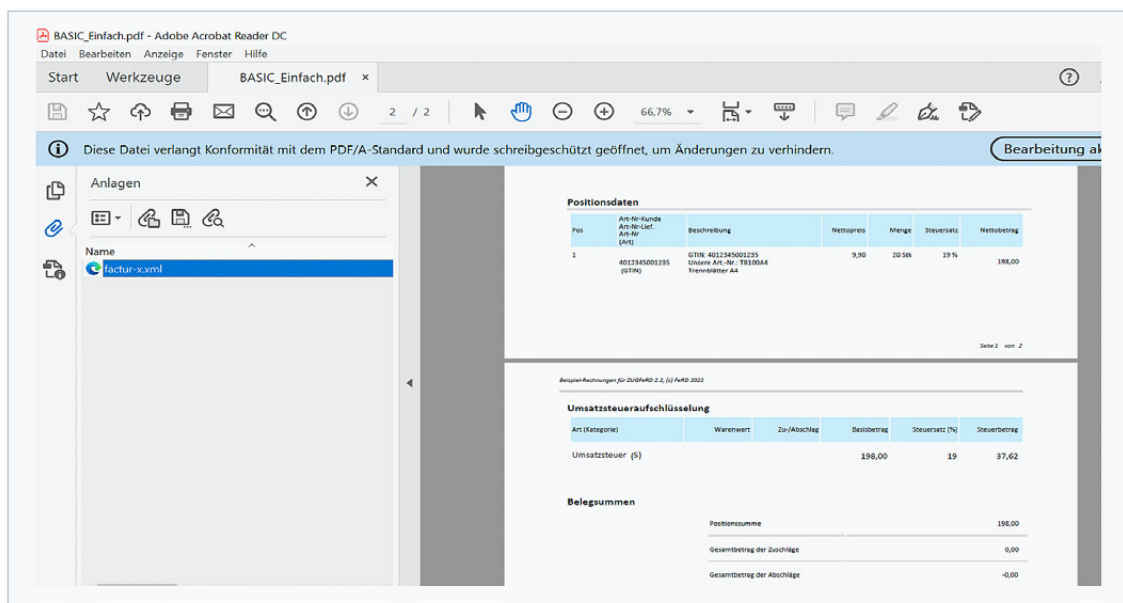 BASIC_Einfach.pdf - Adobe Acrobat Reader DC
Datei Bearbeiten Anzeige Fenster Hilfe
Start Werkzeuge BASIC_Einfach.pdf ×
2 / 2 66,7%
Diese Datei verlangt Konformität mit dem PDF/A-Standard und wurde schreibgeschützt geöffnet, um Änderungen zu verhindern. Bearbeitung ak
Anlagen
Name
factur-x.xml
Positionsdaten
Pos Art-Nr-Kunde Beschreibung Nettopreis Menge Steuersatz Nettobetrag
Art-Nr-Lief.
Art-Nr
(Art)
1 GTIN: 4012345001235 9,90 20 Stk 19 %
4012345001235 Unsere Art.-Nr.: TB100A4 198,00
(GTIN) Trennblätter A4
Seite 1 von 2
Beispiel-Rechnungen für ZUGFeRD 2.2, (c) FeRD 2022
Umsatzsteueraufschlüsselung
Art (Kategorie) Warenwert Zu-/Abschlag Basisbetrag Steuersatz (%) Steuerbetrag
Umsatzsteuer (S) 198,00 19 37,62
Belegsummen
Positionssumme 198,00
Gesamtbetrag der Zuschläge 0,00
Gesamtbetrag der Abschläge -0,00